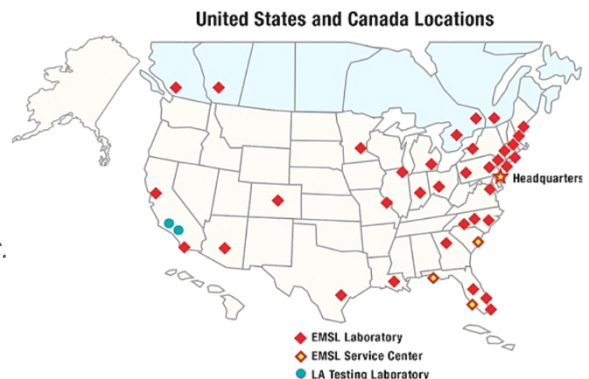 United States and Canada Locations
Headquarters
EMSL Laboratory
EMSL Service Center
LA Testing Laboratory